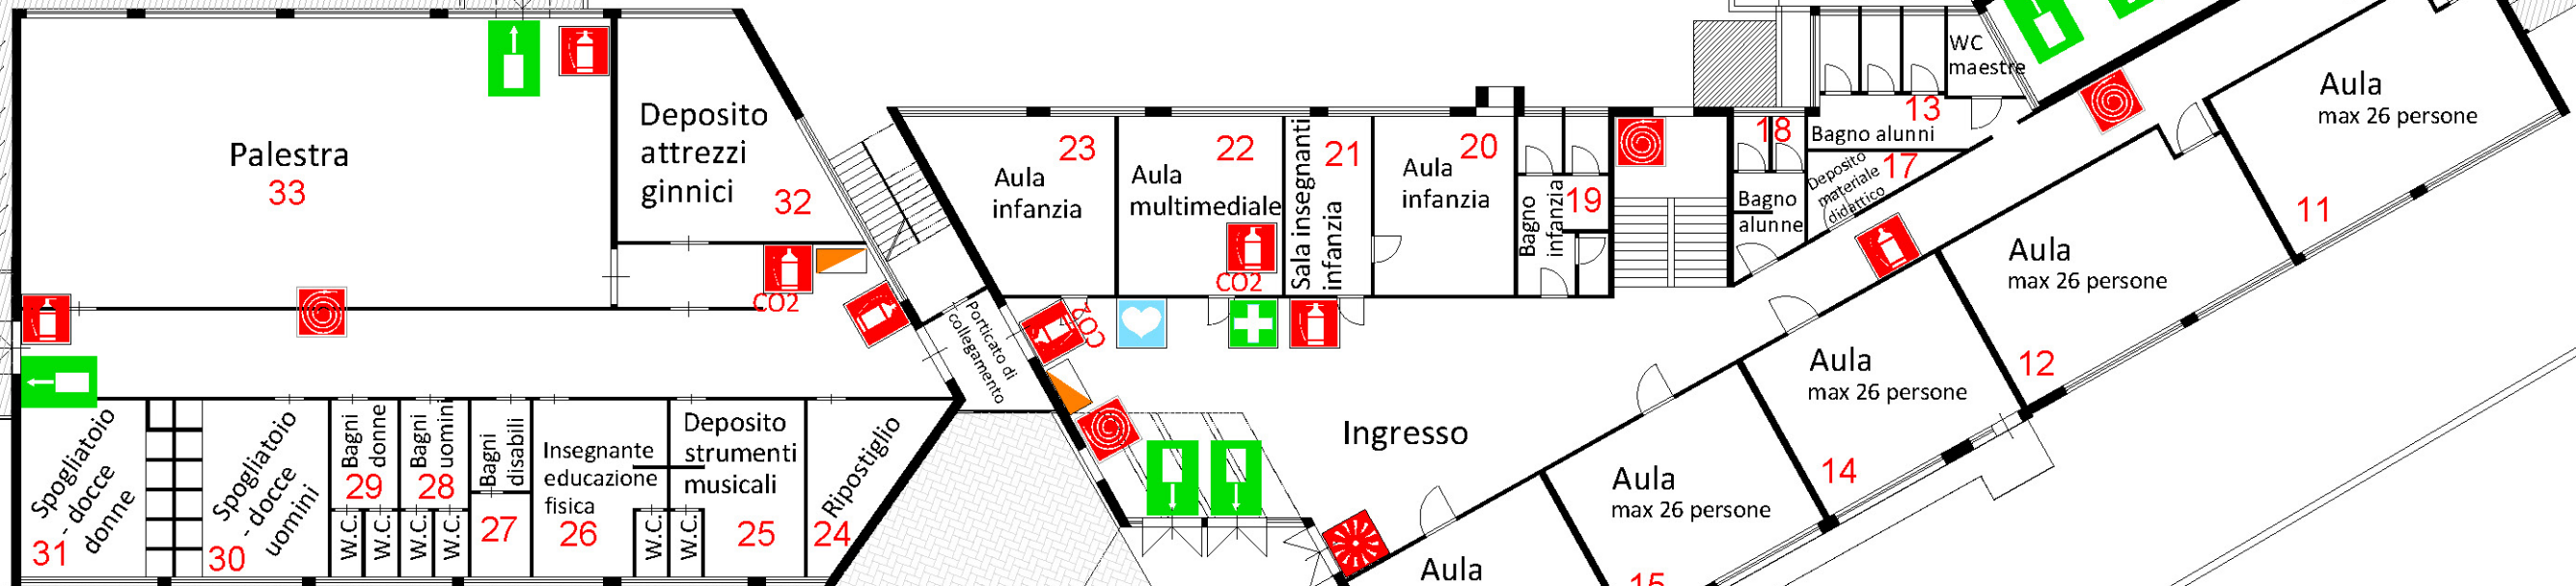 Palestra
33
Deposito
attrezzi
ginnici
32
CO2
Spogliatoio
- docce
donne
31
Spogliatoio
- docce
uomini
30
Bagni
donne
29
W.C.
W.C.
Bagni
uomini
28
W.C.
W.C.
Bagni
disabili
27
Insegnante
educazione
fisica
26
W.C.
W.C.
Deposito
strumenti
musicali
25
Ripostiglio
24
Porticato di
collegamento
CO2
23
Aula
infanzia
22
Aula
multimediale
CO2
Sala insegnanti
infanzia
21
20
Aula
infanzia
Bagno
infanzia
19
18
Bagno
alunne
WC
maestre
13
Bagno alunni
Deposito
materiale
didattico
17
Ingresso
Aula
max 26 persone
11
Aula
max 26 persone
12
Aula
max 26 persone
14
Aula
max 26 persone
15
Aula